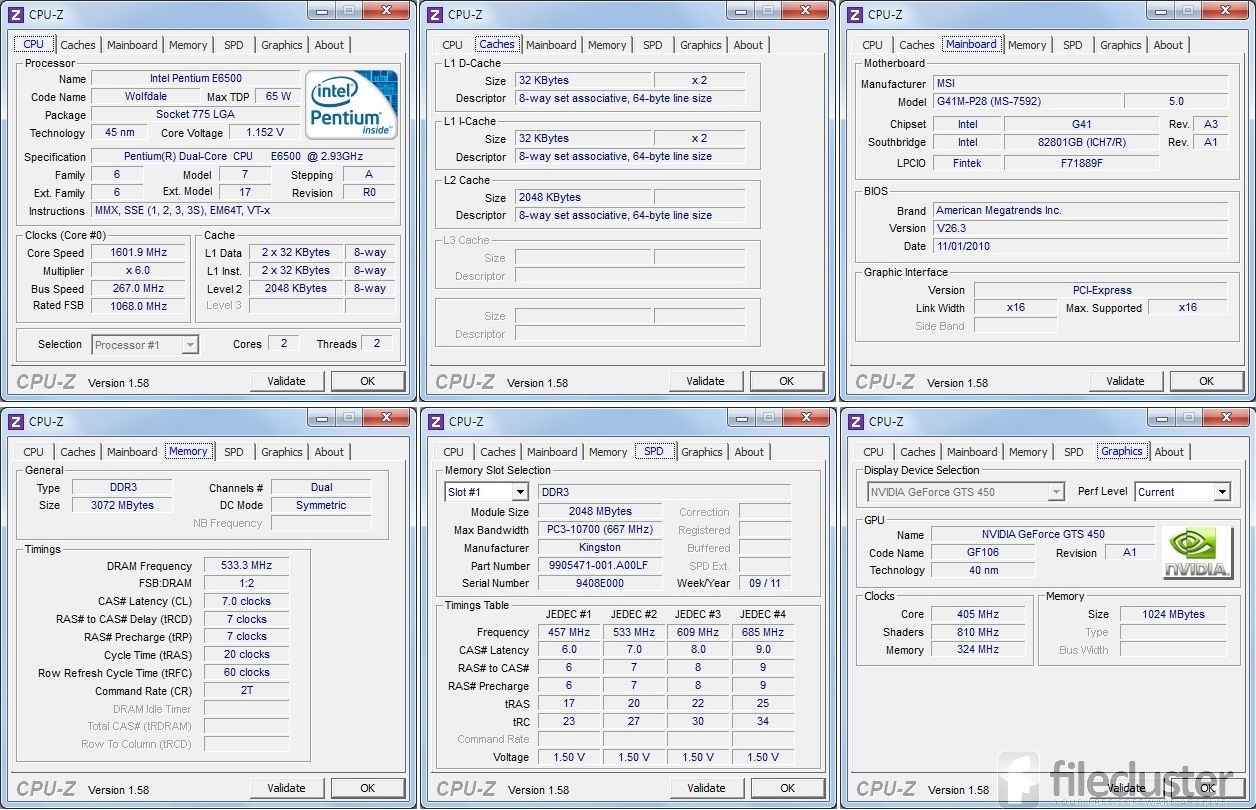 CPU-Z
CPU Caches Mainboard Memory SPD Graphics About
Processor
Name Intel Pentium E6500
Code Name Wolfdale Max TDP 65 W
Package Socket 775 LGA
Technology 45 nm Core Voltage 1.152 V
intel
Pentium
inside™
Specification Pentium(R) Dual-Core CPU E6500 @ 2.93GHz
Family 6 Model 7 Stepping A
Ext. Family 6 Ext. Model 17 Revision R0
Instructions MMX, SSE (1, 2, 3, 3S), EM64T, VT-x
Clocks (Core #0)
Core Speed 1601.9 MHz
Multiplier x 6.0
Bus Speed 267.0 MHz
Rated FSB 1068.0 MHz
Cache
L1 Data 2 x 32 KBytes 8-way
L1 Inst. 2 x 32 KBytes 8-way
Level 2 2048 KBytes 8-way
Level 3
Selection Processor #1 Cores 2 Threads 2
CPU-Z Version 1.58 Validate OK
CPU-Z
CPU Caches Mainboard Memory SPD Graphics About
L1 D-Cache
Size 32 KBytes x 2
Descriptor 8-way set associative, 64-byte line size
L1 I-Cache
Size 32 KBytes x 2
Descriptor 8-way set associative, 64-byte line size
L2 Cache
Size 2048 KBytes
Descriptor 8-way set associative, 64-byte line size
L3 Cache
Size
Descriptor
Size
Descriptor
CPU-Z Version 1.58 Validate OK
CPU-Z
CPU Caches Mainboard Memory SPD Graphics About
Motherboard
Manufacturer MSI
Model G41M-P28 (MS-7592) 5.0
Chipset Intel G41 Rev. A3
Southbridge Intel 82801GB (ICH7/R) Rev. A1
LPCIO Fintek F71889F
BIOS
Brand American Megatrends Inc.
Version V26.3
Date 11/01/2010
Graphic Interface
Version PCI-Express
Link Width x16 Max. Supported x16
Side Band
CPU-Z Version 1.58 Validate OK
CPU-Z
CPU Caches Mainboard Memory SPD Graphics About
General
Type DDR3 Channels # Dual
Size 3072 MBytes DC Mode Symmetric
NB Frequency
Timings
DRAM Frequency 533.3 MHz
FSB:DRAM 1:2
CAS# Latency (CL) 7.0 clocks
RAS# to CAS# Delay (tRCD) 7 clocks
RAS# Precharge (tRP) 7 clocks
Cycle Time (tRAS) 20 clocks
Row Refresh Cycle Time (tRFC) 60 clocks
Command Rate (CR) 2T
DRAM Idle Timer
Total CAS# (tRDRAM)
Row To Column (tRCD)
CPU-Z Version 1.58 Validate OK
CPU-Z
CPU Caches Mainboard Memory SPD Graphics About
Memory Slot Selection
Slot #1 DDR3
Module Size 2048 MBytes Correction
Max Bandwidth PC3-10700 (667 MHz) Registered
Manufacturer Kingston Buffered
Part Number 9905471-001.A00LF SPD Ext.
Serial Number 9408E000 Week/Year 09 / 11
Timings Table
JEDEC #1 JEDEC #2 JEDEC #3 JEDEC #4
Frequency 457 MHz 533 MHz 609 MHz 685 MHz
CAS# Latency 6.0 7.0 8.0 9.0
RAS# to CAS# 6 7 8 9
RAS# Precharge 6 7 8 9
tRAS 17 20 22 25
tRC 23 27 30 34
Command Rate
Voltage 1.50 V 1.50 V 1.50 V 1.50 V
CPU-Z Version 1.58 Validate OK
CPU-Z
CPU Caches Mainboard Memory SPD Graphics About
Display Device Selection
NVIDIA GeForce GTS 450 Perf Level Current
GPU
Name NVIDIA GeForce GTS 450
Code Name GF106 Revision A1
Technology 40 nm
NVIDIA.
Clocks
Core 405 MHz
Shaders 810 MHz
Memory 324 MHz
Memory
Size 1024 MBytes
Type
Bus Width
CPU-Z Version 1.58 Validate OK
filecluster
YOUR FREE SOFTWARE ARCHIVE